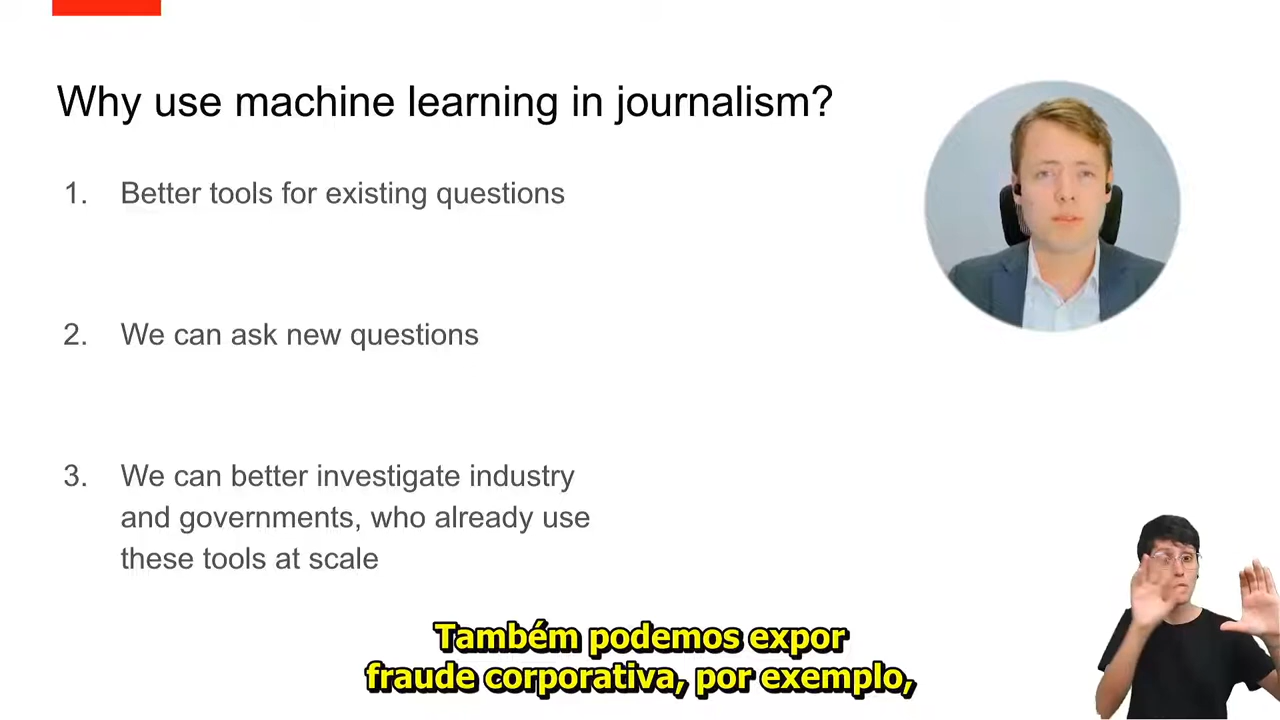 Why use machine learning in journalism?
1. Better tools for existing questions
2. We can ask new questions
3. We can better investigate industry
and governments, who already use
these tools at scale
Também podemos expor
fraude corporativa, por exemplo,